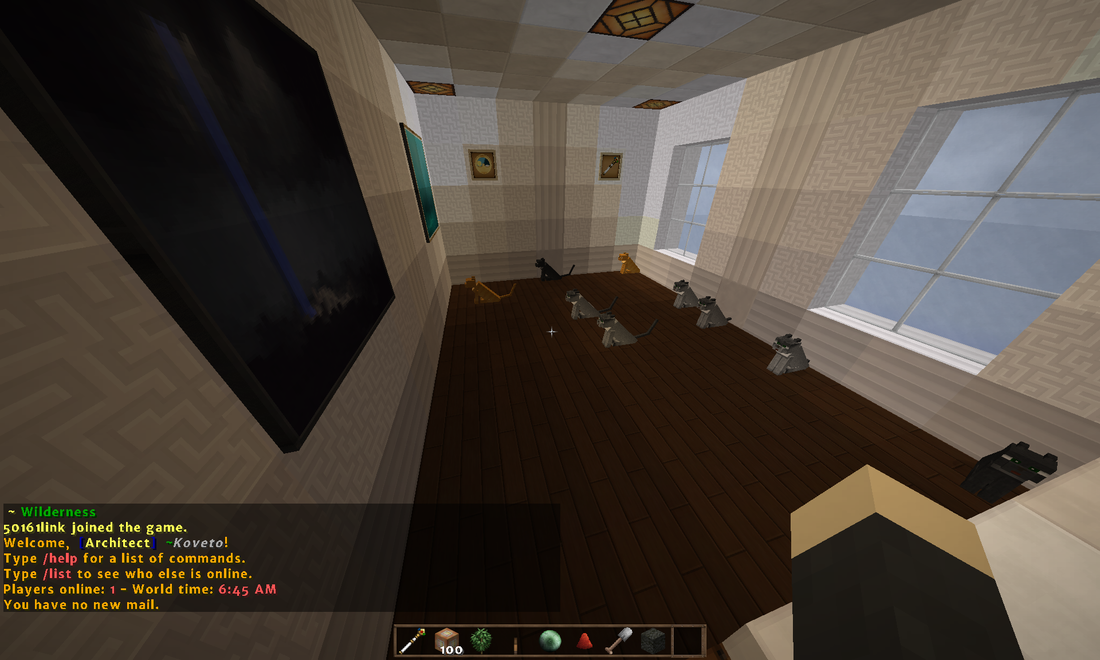 ~ Wilderness
50161link joined the game.
Welcome, [Architect] ~Koveto!
Type /help for a list of commands.
Type /list to see who else is online.
Players online: 1 - World time: 6:45 AM
You have no new mail.
100